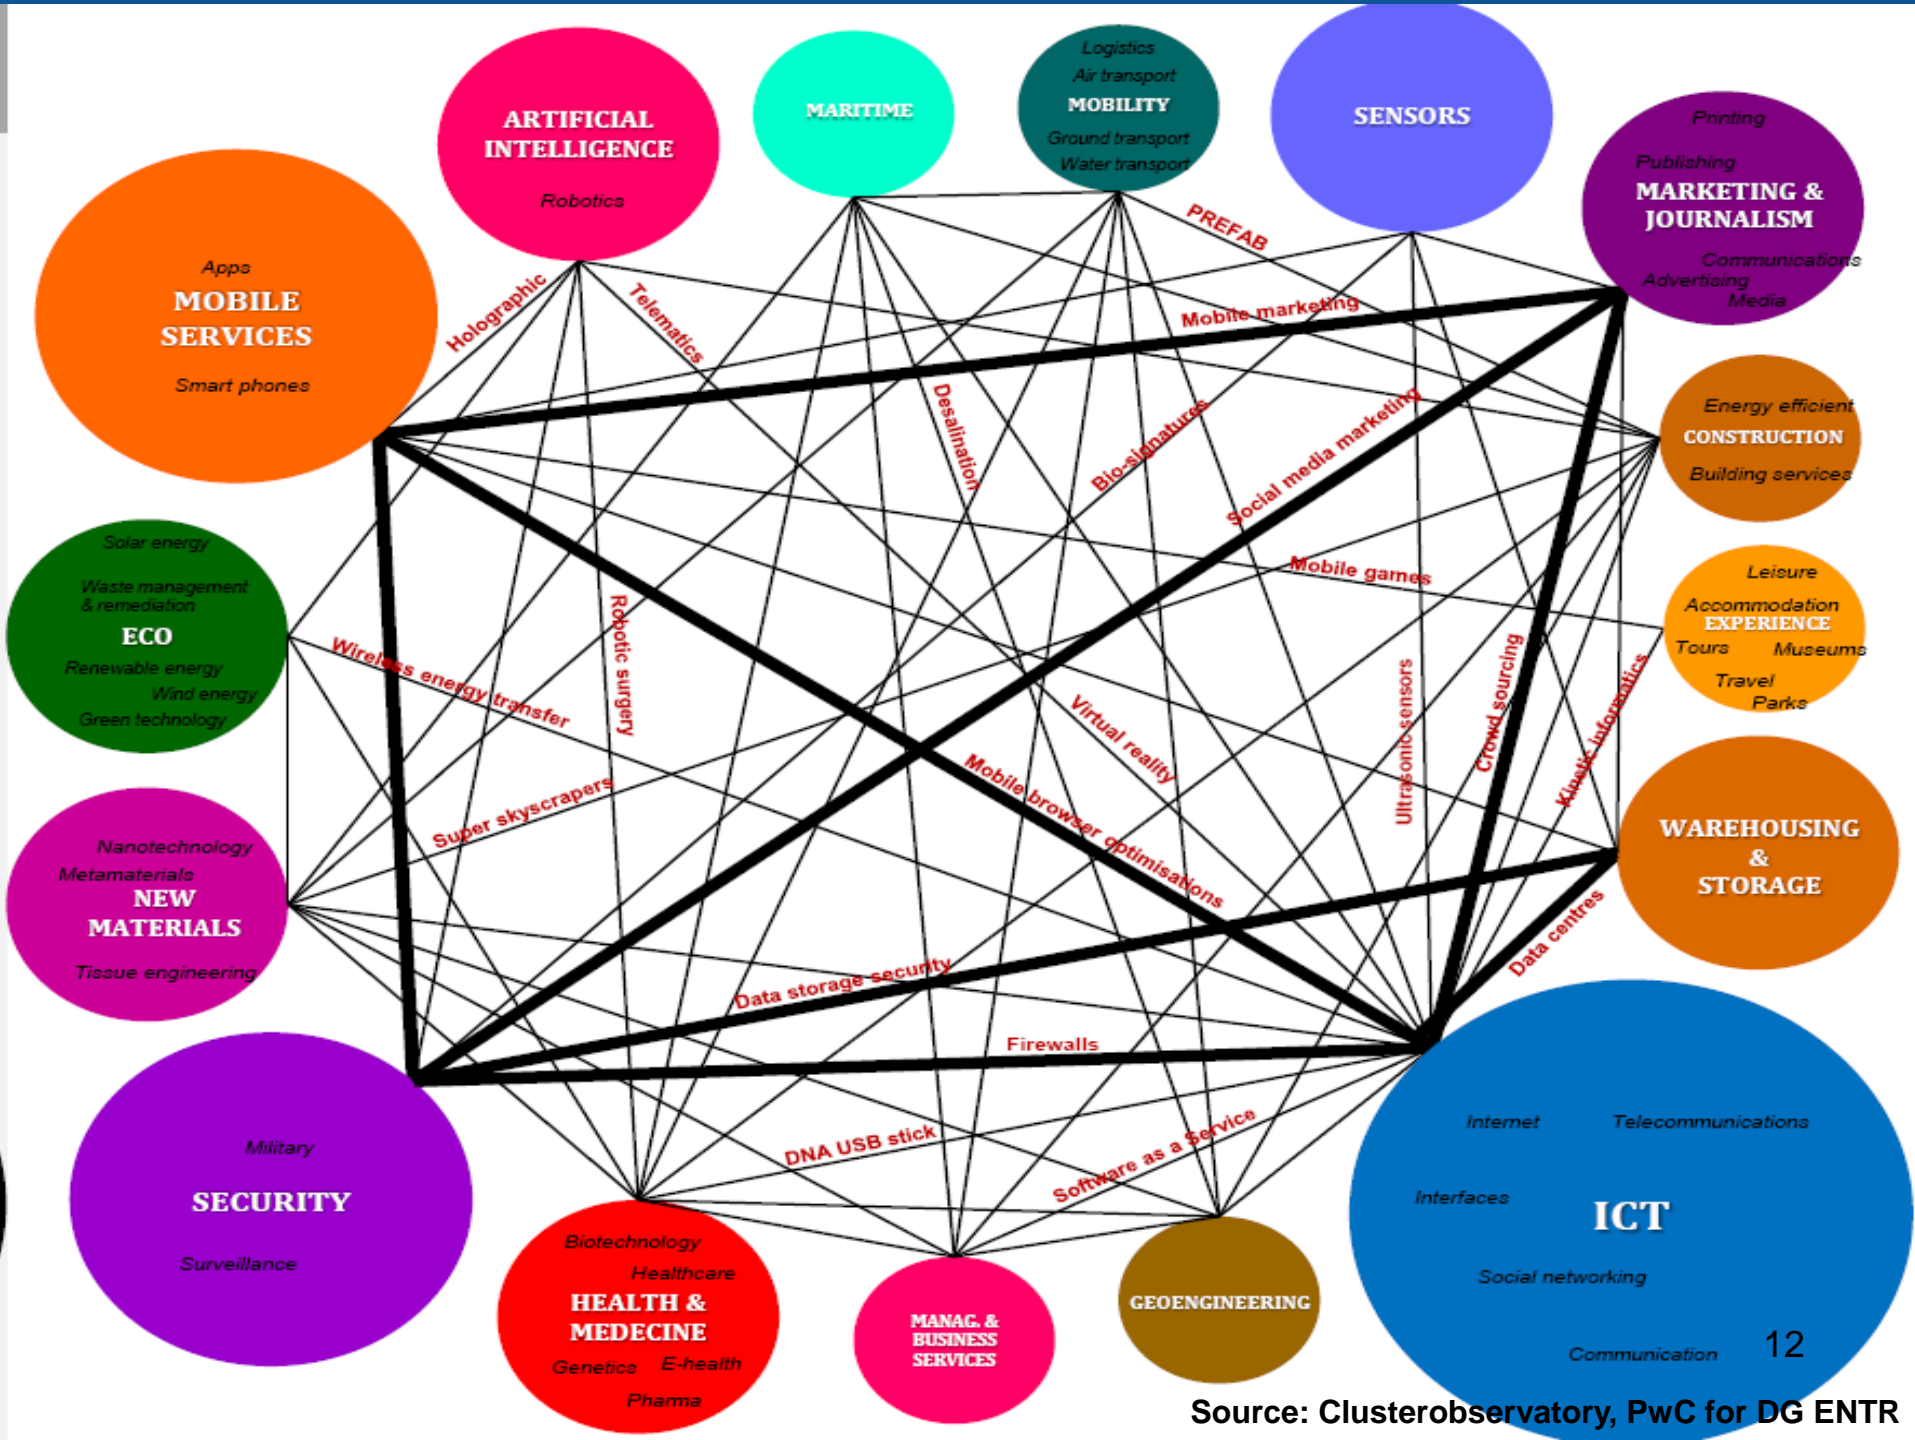 ARTIFICIAL
INTELLIGENCE
Robotics
MARITIME
Logistics
Air transport
MOBILITY
Ground transport
Water transport
SENSORS
Printing
Publishing
MARKETING &
JOURNALISM
Communications
Advertising
Media
Apps
MOBILE
SERVICES
Smart phones
Energy efficient
CONSTRUCTION
Building services
Solar energy
Waste management
& remediation
ECO
Renewable energy
Wind energy
Green technology
Leisure
Accommodation
EXPERIENCE
Tours
Museums
Travel
Parks
Nanotechnology
Metamaterials
NEW
MATERIALS
Tissue engineering
WAREHOUSING
&
STORAGE
Military
SECURITY
Surveillance
Biotechnology
Healthcare
HEALTH &
MEDECINE
Genetics
E-health
Pharma
MANAG. &
BUSINESS
SERVICES
GEOENGINEERING
Internet
Telecommunications
Interfaces
ICT
Social networking
Communication
Holographic
Telematics
PREFAB
Mobile marketing
Desalination
Bio-signatures
Social media marketing
Mobile games
Wireless energy transfer
Robotic surgery
Super skyscrapers
Virtual reality
Mobile browser optimisations
Ultrasonic sensors
Crowd sourcing
Kinetic informatics
Data centres
Data storage security
Firewalls
DNA USB stick
Software as a Service
12
Source: Clusterobservatory, PwC for DG ENTR